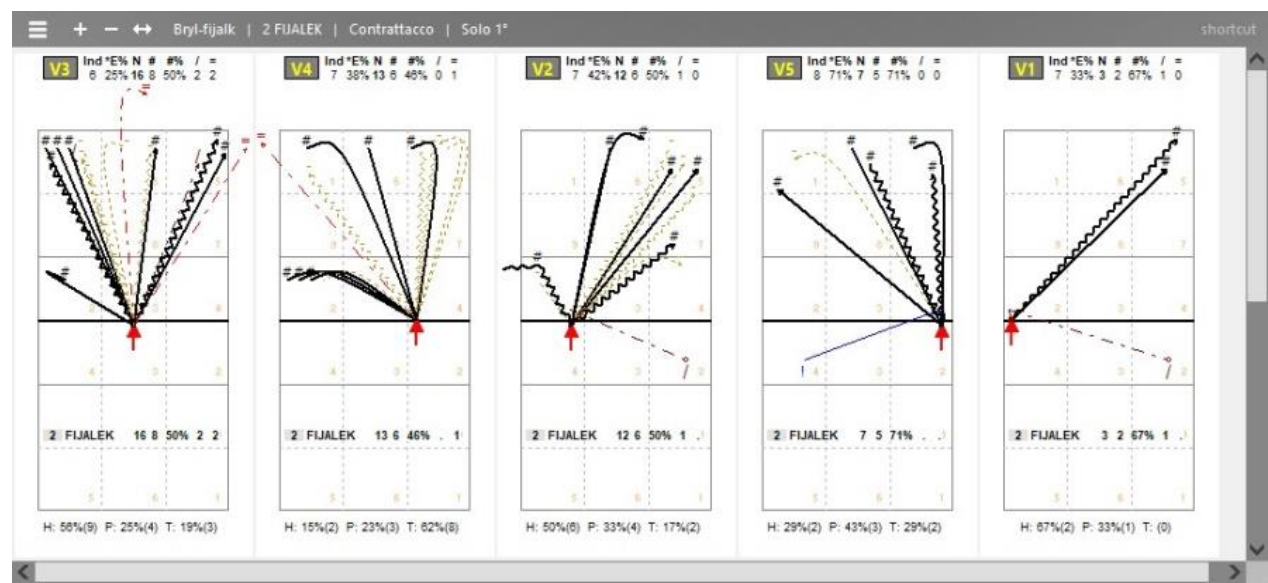 Bryl-fijalk | 2 FIJALEK | Contrattacco | Solo 1° shortcut
V3 Ind *E% N # #% / =
6 25% 16 8 50% 2 2
V4 Ind *E% N # #% / =
7 38% 13 6 46% 0 1
V2 Ind *E% N # #% / =
7 42% 12 6 50% 1 0
V5 Ind *E% N # #% / =
8 71% 7 5 71% 0 0
V1 Ind *E% N # #% / =
7 33% 3 2 67% 1 0
2 FIJALEK 16 8 50% 2 2
2 FIJALEK 13 6 46% . 1
2 FIJALEK 12 6 50% 1 .
2 FIJALEK 7 5 71% . .
2 FIJALEK 3 2 67% 1 .
H: 56%(9) P: 25%(4) T: 19%(3)
H: 15%(2) P: 23%(3) T: 62%(8)
H: 50%(6) P: 33%(4) T: 17%(2)
H: 29%(2) P: 43%(3) T: 29%(2)
H: 67%(2) P: 33%(1) T: (0)